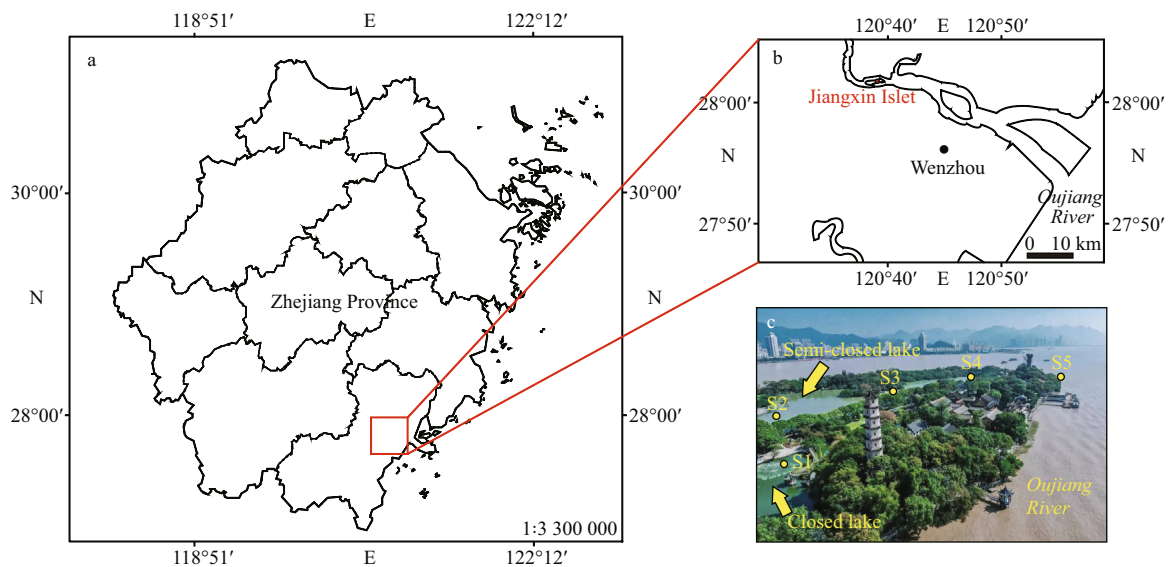 118°51′ E 122°12′
a
30°00′ 30°00′
N N
Zhejiang Province
28°00′ 28°00′
1:3 300 000
118°51′ E 122°12′
120°40′ E 120°50′
b
Jiangxin Islet
28°00′ 28°00′
N N
Wenzhou
Oujiang
River
27°50′ 27°50′
0 10 km
120°40′ E 120°50′
c
Semi-closed lake
S4 S5
S3
S2
S1
Oujiang
River
Closed lake